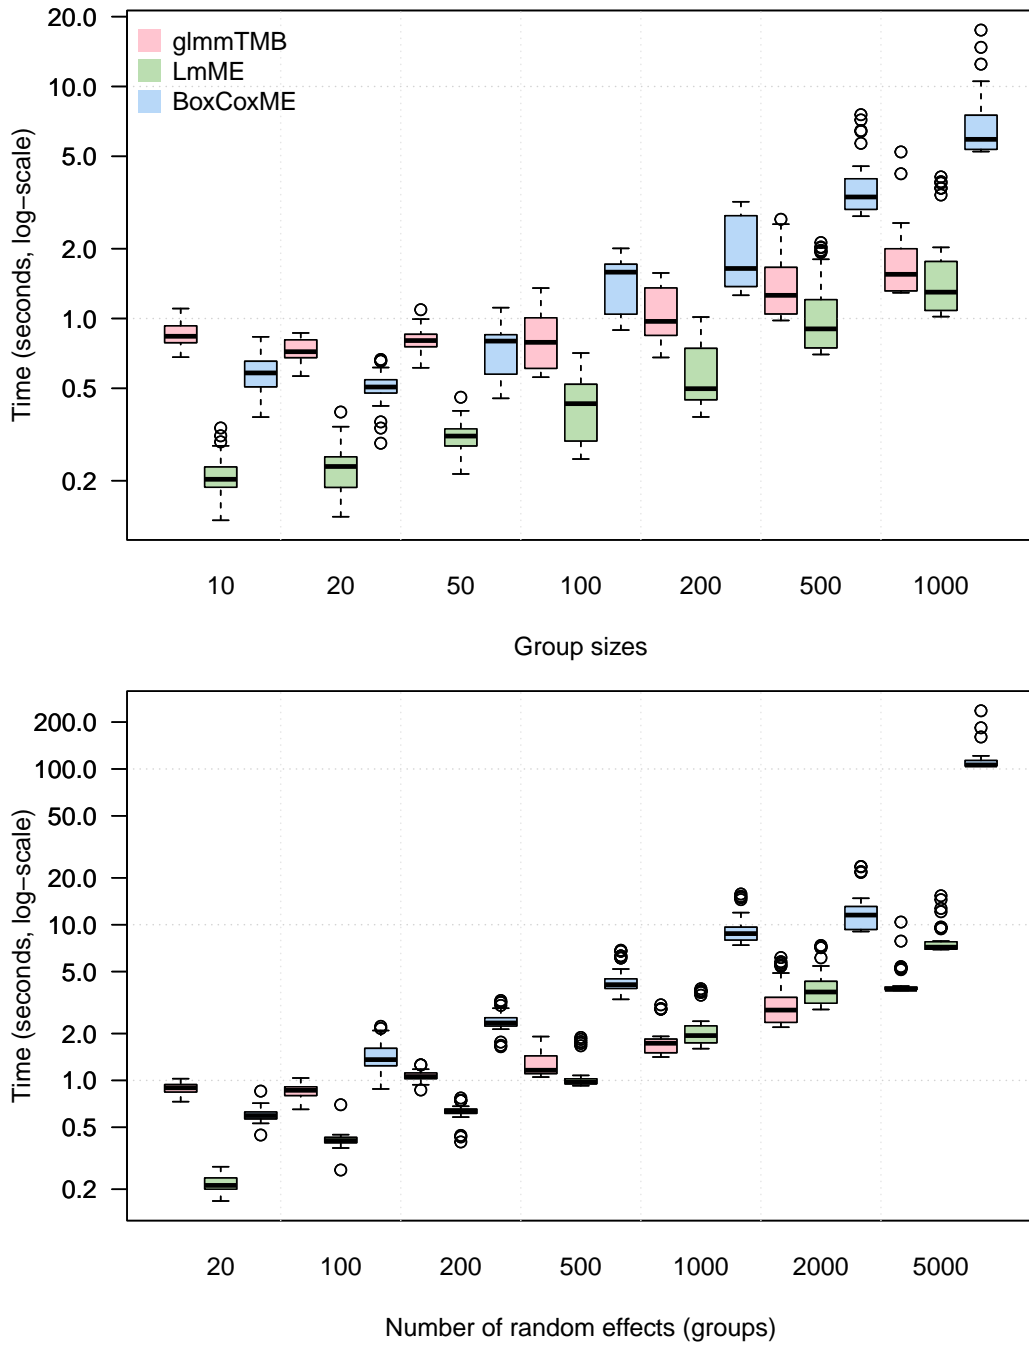 20.0
10.0
5.0
2.0
1.0
0.5
0.2
Time (seconds, log−scale)
glmmTMB
LmME
BoxCoxME
10 20 50 100 200 500 1000
Group sizes
200.0
100.0
50.0
20.0
10.0
5.0
2.0
1.0
0.5
0.2
Time (seconds, log−scale)
20 100 200 500 1000 2000 5000
Number of random effects (groups)